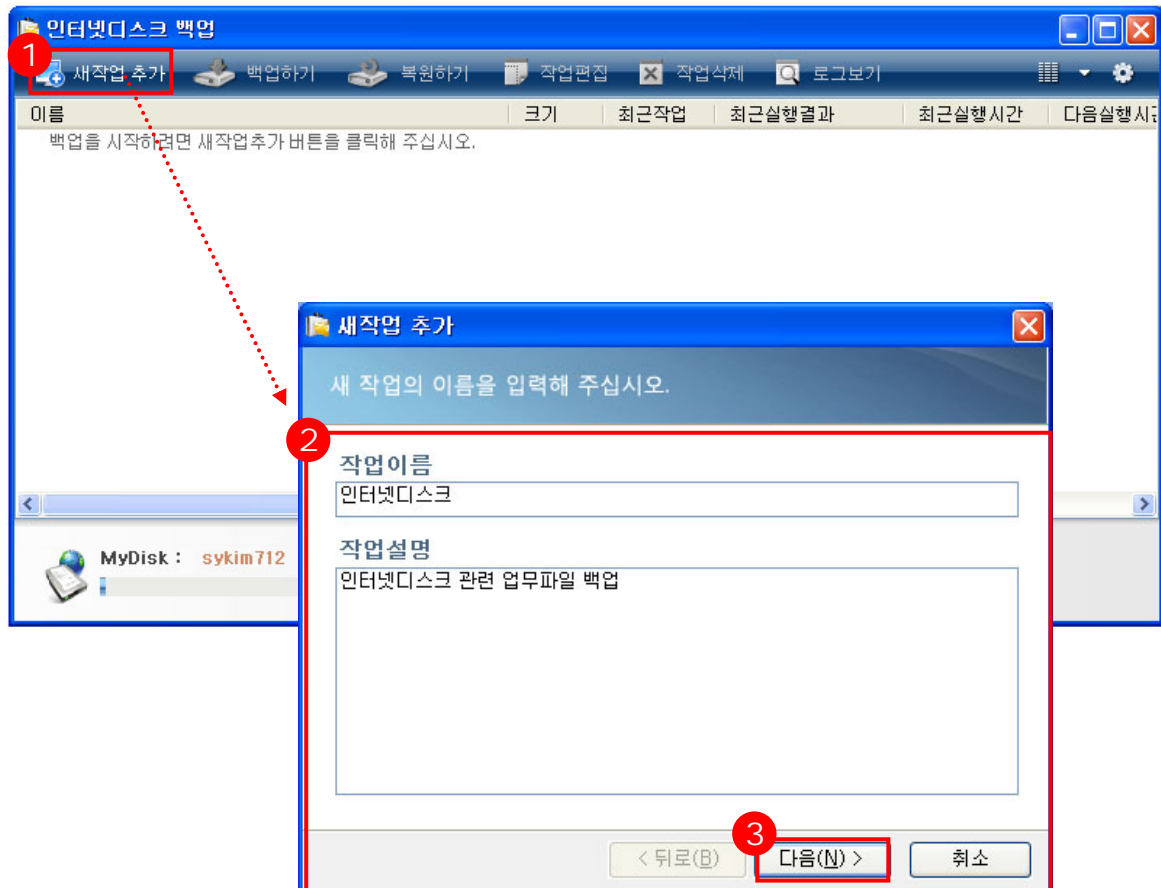 인터넷디스크 백업
1
새작업 추가 백업하기 복원하기 작업편집 작업삭제 로그보기
이름 크기 최근작업 최근실행결과 최근실행시간 다음실행시간
백업을 시작하려면 새작업추가 버튼을 클릭해 주십시오.
새작업 추가
새 작업의 이름을 입력해 주십시오.
2
작업이름
인터넷디스크
작업설명
인터넷디스크 관련 업무파일 백업
MyDisk : sykim712
3
< 뒤로(B) 다음(N) > 취소